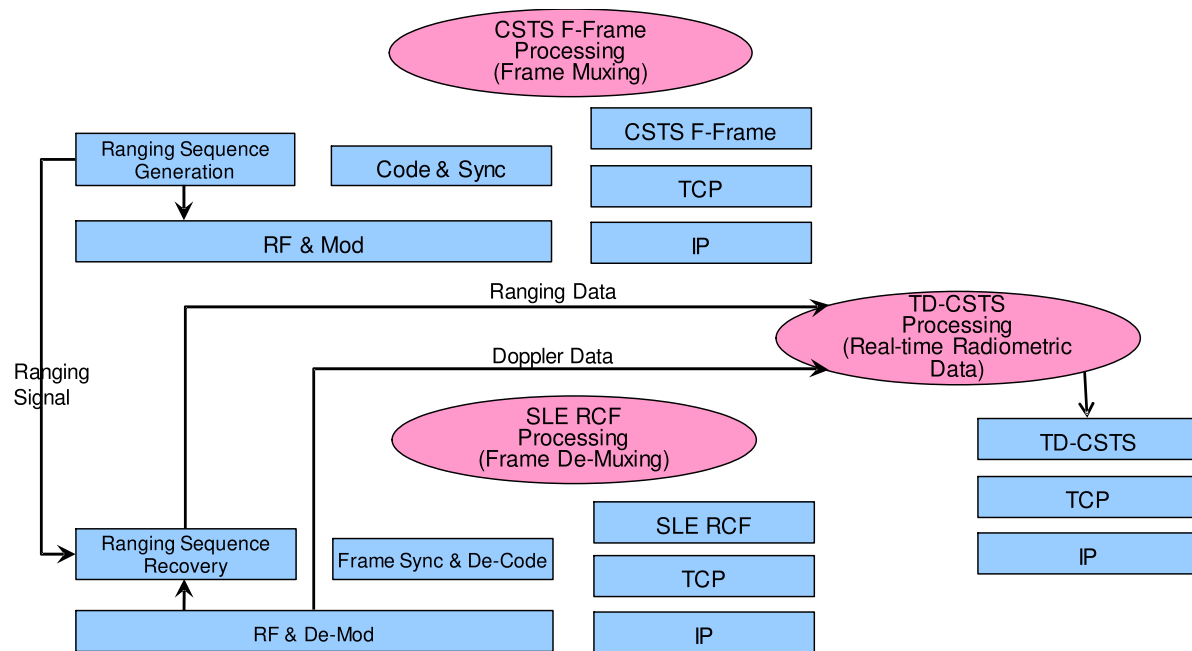 CSTS F-Frame
Processing
(Frame Muxing)
CSTS F-Frame
Ranging Sequence
Generation
Code & Sync
TCP
RF & Mod
IP
Ranging Data
TD-CSTS
Processing
(Real-time Radiometric
Data)
Doppler Data
Ranging
Signal
SLE RCF
Processing
(Frame De-Muxing)
TD-CSTS
TCP
IP
SLE RCF
Ranging Sequence
Recovery
Frame Sync & De-Code
TCP
RF & De-Mod
IP